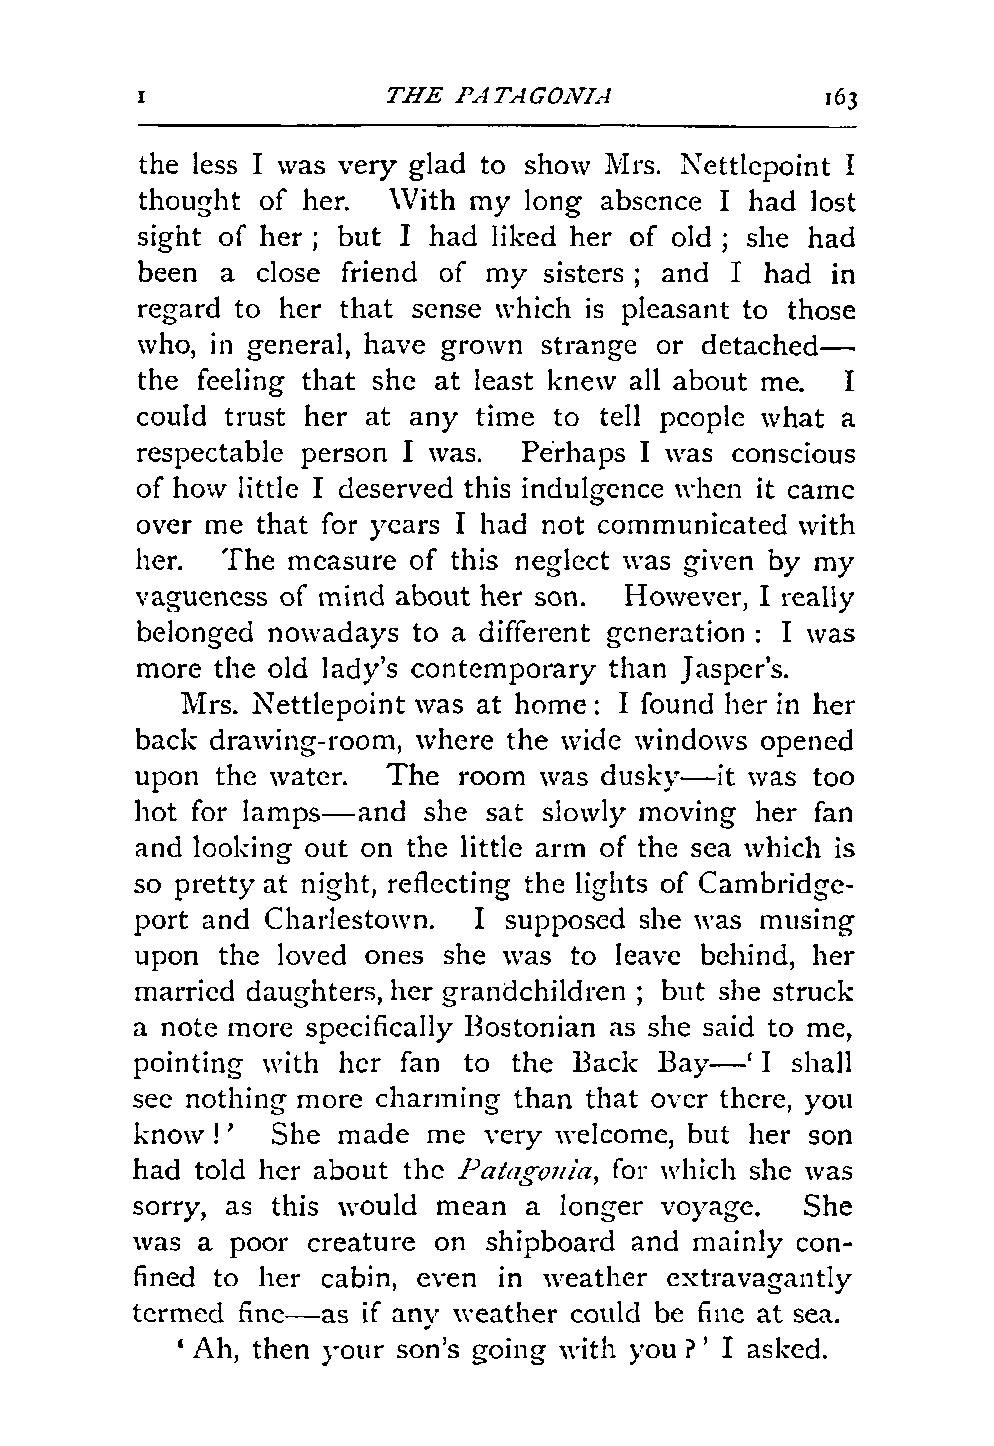 I THE PATAGONIA 163
the less I was very glad to show Mrs. Nettlepoint I
thought of her. With my long absence I had lost
sight of her ; but I had liked her of old ; she had
been a close friend of my sisters ; and I had in
regard to her that sense which is pleasant to those
who, in general, have grown strange or detached—
the feeling that she at least knew all about me. I
could trust her at any time to tell people what a
respectable person I was. Perhaps I was conscious
of how little I deserved this indulgence when it came
over me that for years I had not communicated with
her. The measure of this neglect was given by my
vagueness of mind about her son. However, I really
belonged nowadays to a different generation : I was
more the old lady's contemporary than Jasper's.
Mrs. Nettlepoint was at home : I found her in her
back drawing-room, where the wide windows opened
upon the water. The room was dusky—it was too
hot for lamps—and she sat slowly moving her fan
and looking out on the little arm of the sea which is
so pretty at night, reflecting the lights of Cambridge-
port and Charlestown. I supposed she was musing
upon the loved ones she was to leave behind, her
married daughters, her grandchildren ; but she struck
a note more specifically Bostonian as she said to me,
pointing with her fan to the Back Bay—‘ I shall
see nothing more charming than that over there, you
know ! ’ She made me very welcome, but her son
had told her about the Patagonia, for which she was
sorry, as this would mean a longer voyage. She
was a poor creature on shipboard and mainly con-
fined to her cabin, even in weather extravagantly
termed fine—as if any weather could be fine at sea.
‘ Ah, then your son's going with you ? ’ I asked.